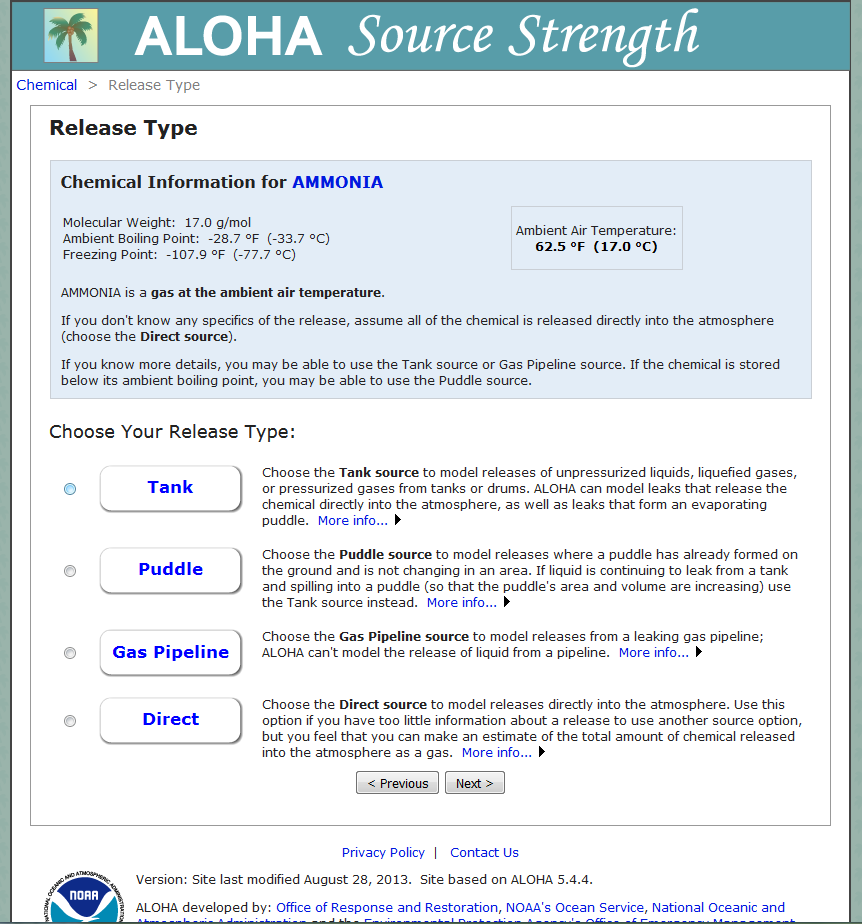 ALOHA Source Strength
Chemical > Release Type
Release Type
Chemical Information for AMMONIA
Molecular Weight: 17.0 g/mol
Ambient Boiling Point: -28.7 °F (-33.7 °C)
Freezing Point: -107.9 °F (-77.7 °C)
Ambient Air Temperature:
62.5 °F (17.0 °C)
AMMONIA is a gas at the ambient air temperature.
If you don't know any specifics of the release, assume all of the chemical is released directly into the atmosphere
(choose the Direct source).
If you know more details, you may be able to use the Tank source or Gas Pipeline source. If the chemical is stored
below its ambient boiling point, you may be able to use the Puddle source.
Choose Your Release Type:
Tank
Choose the Tank source to model releases of unpressurized liquids, liquefied gases,
or pressurized gases from tanks or drums. ALOHA can model leaks that release the
chemical directly into the atmosphere, as well as leaks that form an evaporating
puddle. More info...
Puddle
Choose the Puddle source to model releases where a puddle has already formed on
the ground and is not changing in an area. If liquid is continuing to leak from a tank
and spilling into a puddle (so that the puddle's area and volume are increasing) use
the Tank source instead. More info...
Gas Pipeline
Choose the Gas Pipeline source to model releases from a leaking gas pipeline;
ALOHA can't model the release of liquid from a pipeline. More info...
Direct
Choose the Direct source to model releases directly into the atmosphere. Use this
option if you have too little information about a release to use another source option,
but you feel that you can make an estimate of the total amount of chemical released
into the atmosphere as a gas. More info...
< Previous
Next >
Privacy Policy | Contact Us
NOAA
Version: Site last modified August 28, 2013. Site based on ALOHA 5.4.4.
ALOHA developed by: Office of Response and Restoration, NOAA's Ocean Service, National Oceanic and
Atmospheric Administration and the Environmental Protection Agency's Office of Emergency Management